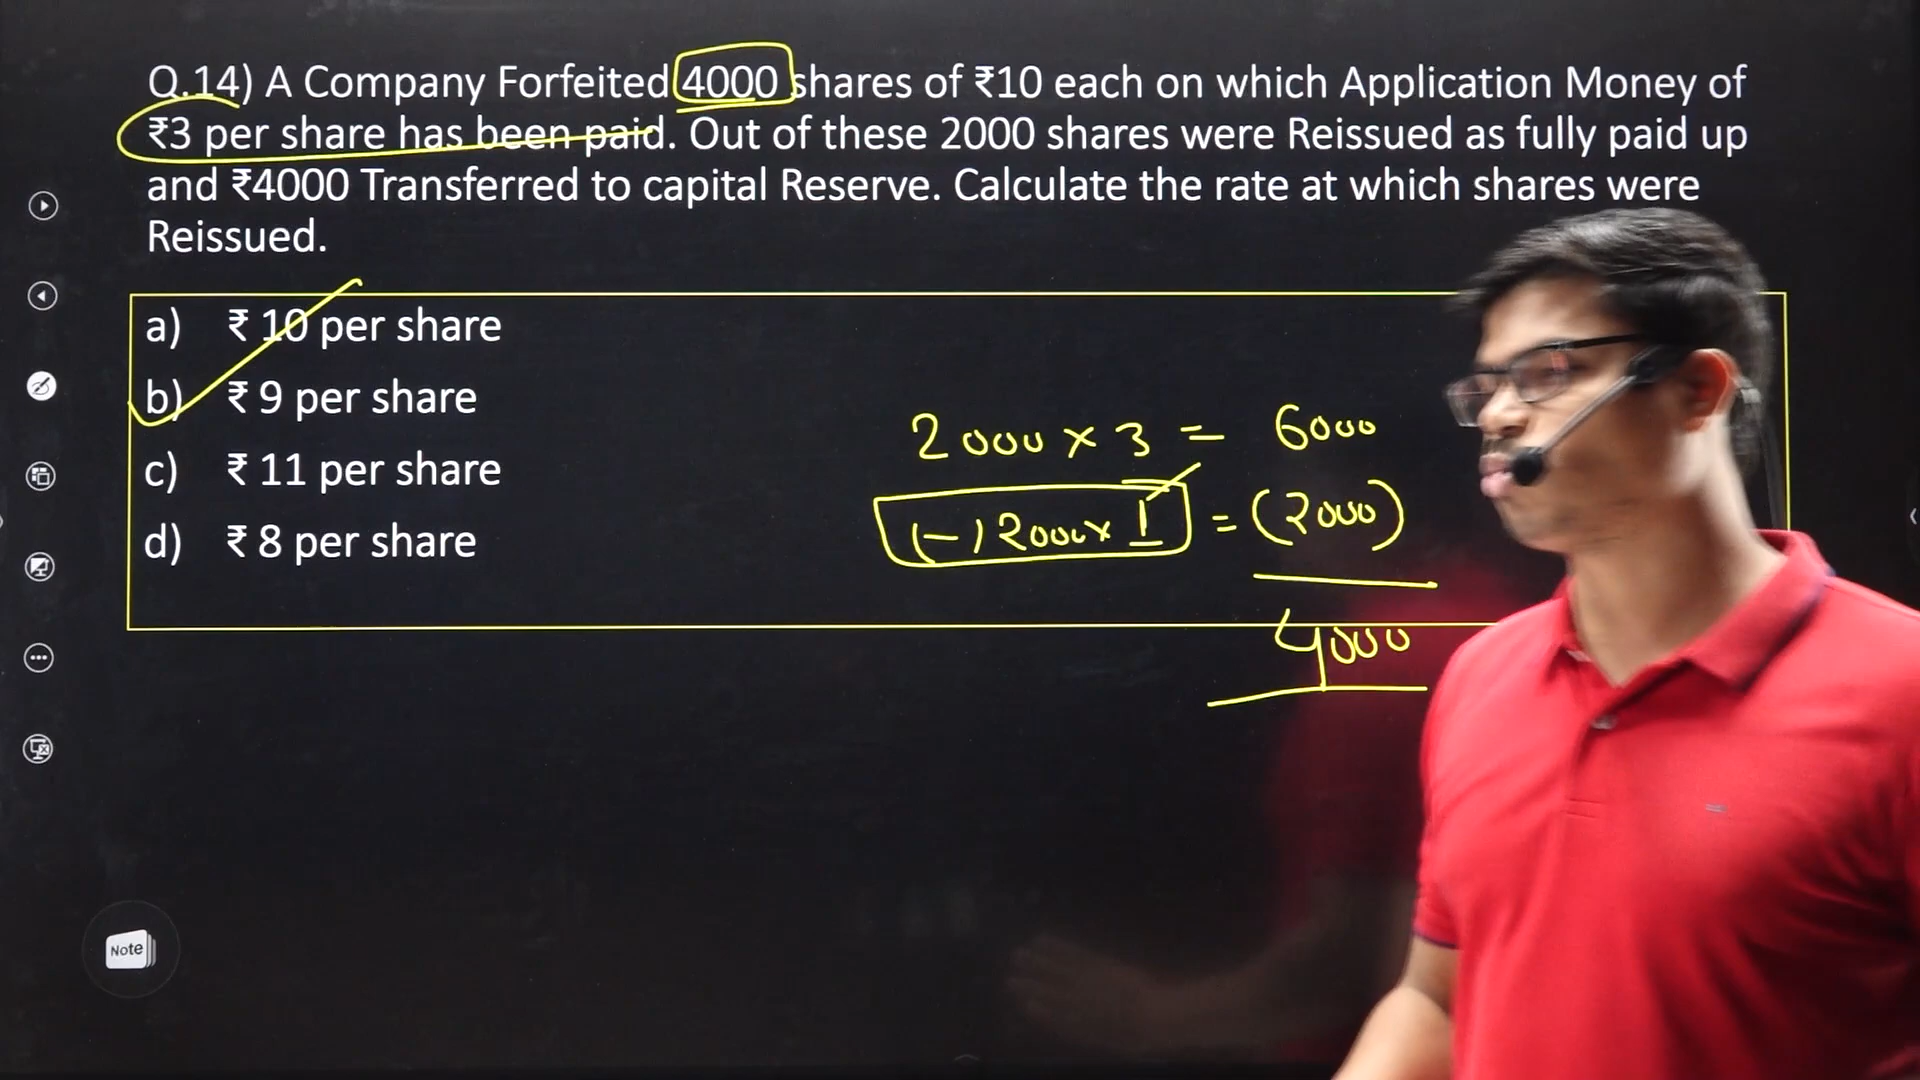 Q.14) A Company Forfeited 4000 shares of ₹10 each on which Application Money of
₹3 per share has been paid. Out of these 2000 shares were Reissued as fully paid up
and ₹4000 Transferred to capital Reserve. Calculate the rate at which shares were
Reissued.
a) ₹ 10 per share
b) ₹ 9 per share
c) ₹ 11 per share
d) ₹ 8 per share
2000 × 3 = 6000
(-) 2000 × 1 = (2000)
4000
Note